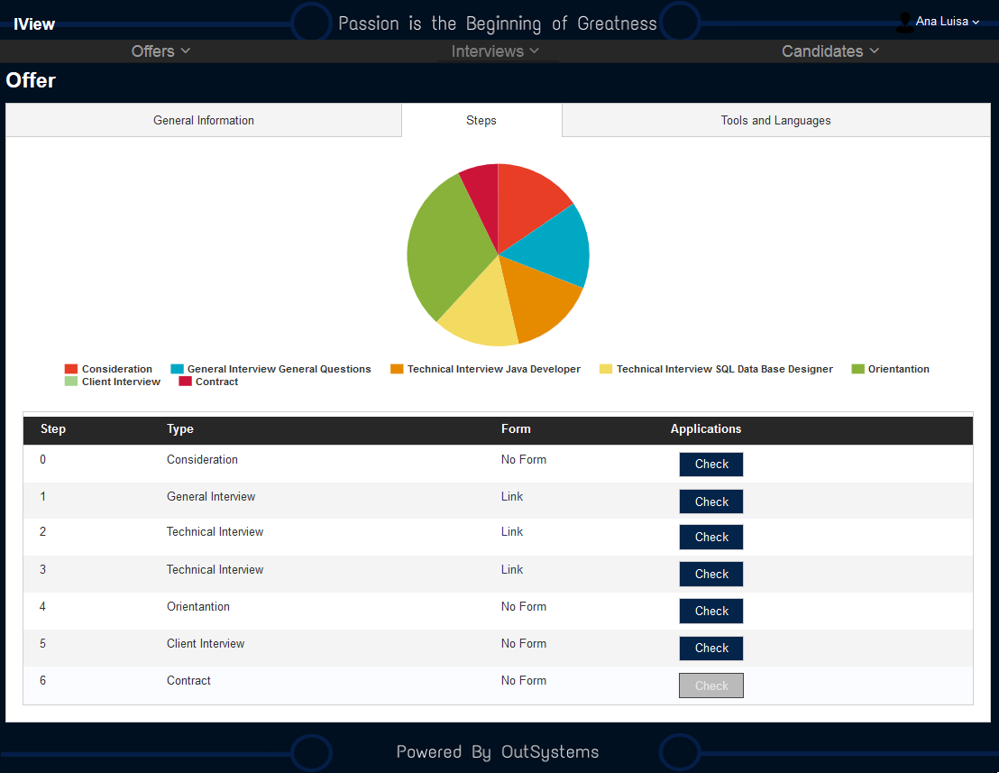 IView
Passion is the Beginning of Greatness
Ana Luisa
Offers Interviews Candidates
Offer
General Information Steps Tools and Languages
Consideration General Interview General Questions Technical Interview Java Developer Technical Interview SQL Data Base Designer Orientantion
Client Interview Contract
Step Type Form Applications
0 Consideration No Form Check
1 General Interview Link Check
2 Technical Interview Link Check
3 Technical Interview Link Check
4 Orientantion No Form Check
5 Client Interview No Form Check
6 Contract No Form Check
Powered By OutSystems